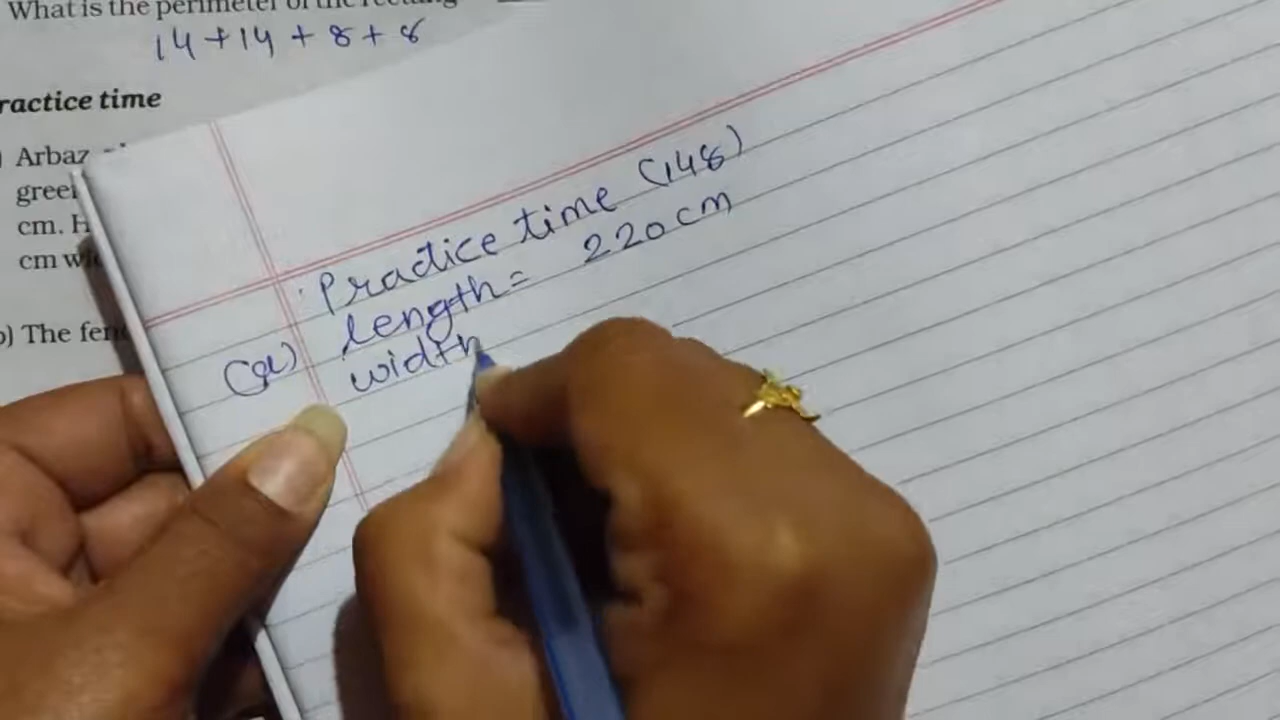 What is the perimeter of the rectang
14 + 14 + 8 + 8
ractice time
Arbaz
green
cm. H
cm wi
b) The fen
Practice time (148)
(a) length = 220 cm
width